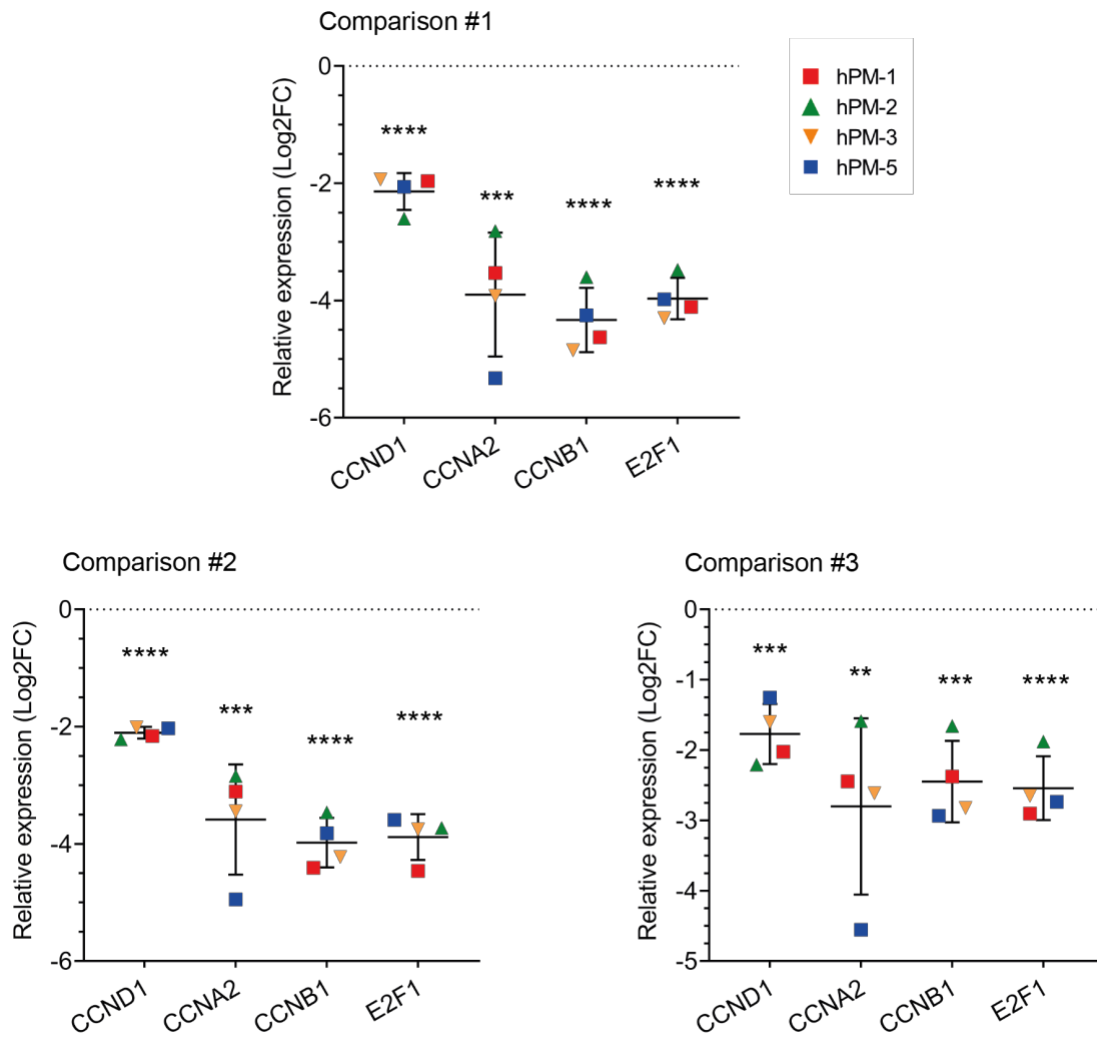 Comparison #1
Relative expression (Log2FC)
0
-2
-4
-6
****
***
****
****
CCND1
CCNA2
CCNB1
E2F1
hPM-1
hPM-2
hPM-3
hPM-5
Comparison #2
Relative expression (Log2FC)
0
-2
-4
-6
****
***
****
****
CCND1
CCNA2
CCNB1
E2F1
Comparison #3
Relative expression (Log2FC)
0
-1
-2
-3
-4
-5
***
**
***
****
CCND1
CCNA2
CCNB1
E2F1